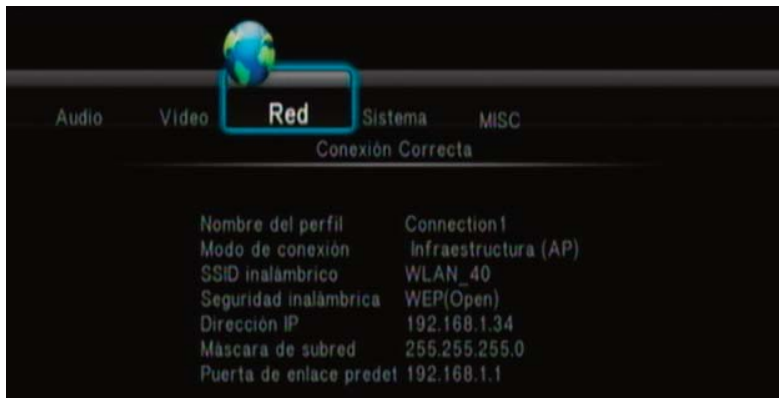 Audio Vídeo Red Sistema MISC
Conexión Correcta
Nombre del perfil Connection1
Modo de conexión Infraestructura (AP)
SSID inalámbrico WLAN_40
Seguridad inalámbrica WEP(Open)
Dirección IP 192.168.1.34
Máscara de subred 255.255.255.0
Puerta de enlace predet 192.168.1.1